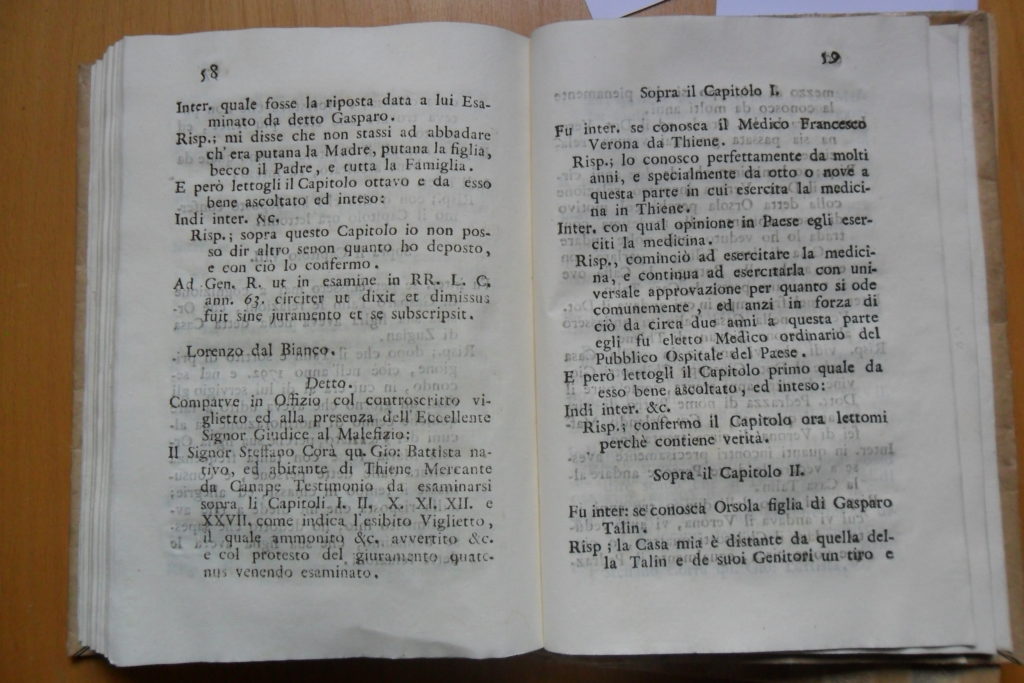 58
Inter. quale fosse la riposta data a lui Esa-
minato da detto Gasparo.
Risp.; mi disse che non stassi ad abbadare
ch'era putana la Madre, putana la figlia,
becco il Padre, e tutta la Famiglia.
E però lettogli il Capitolo ottavo e da esso
bene ascoltato ed inteso:
Indi inter. &c.
Risp.; sopra questo Capitolo io non pos-
so dir altro senon quanto ho deposto,
e con ciò lo confermo.
Ad Gen. R. ut in examine in RR. L. C.
ann. 63. circiter ut dixit et dimissus
fuit sine juramento et se subscripsit.
Lorenzo dal Bianco.
Detto.
Comparve in Ofizio col controscritto vi-
glietto ed alla presenza dell'Eccellente
Signor Giudice al Malefizio:
Il Signor Steffano Corà qu. Gio: Battista na-
tivo, ed abitante di Thiene Mercante
da Canape Testimonio da esaminarsi
sopra li Capitoli I. II. X. XI. XII. e
XXVII. come indica l'esibito Viglietto,
il quale ammonito &c. avvertito &c.
e col protesto del giuramento quate-
nus venendo esaminato.
59
Sopra il Capitolo I.
Fu inter. se conosca il Medico Francesco
Verona da Thiene.
Risp.; lo conosco perfettamente da molti
anni, e specialmente da otto o nove a
questa parte in cui esercita la medici-
na in Thiene.
Inter. con qual opinione in Paese egli eser-
citi la medicina.
Risp., cominciò ad esercitare la medici-
na, e continua ad esercitarla con uni-
versale approvazione per quanto si ode
comunemente, ed anzi in forza di
ciò da circa due anni a questa parte
egli fu eletto Medico ordinario del
Pubblico Ospitale del Paese.
E però lettogli il Capitolo primo quale da
esso bene ascoltato, ed inteso:
Indi inter. &c.
Risp.; confermo il Capitolo ora lettomi
perchè contiene verità.
Sopra il Capitolo II.
Fu inter: se conosca Orsola figlia di Gasparo
Talin.
Risp; la Casa mia è distante da quella del-
la Talin e de suoi Genitori un tiro e